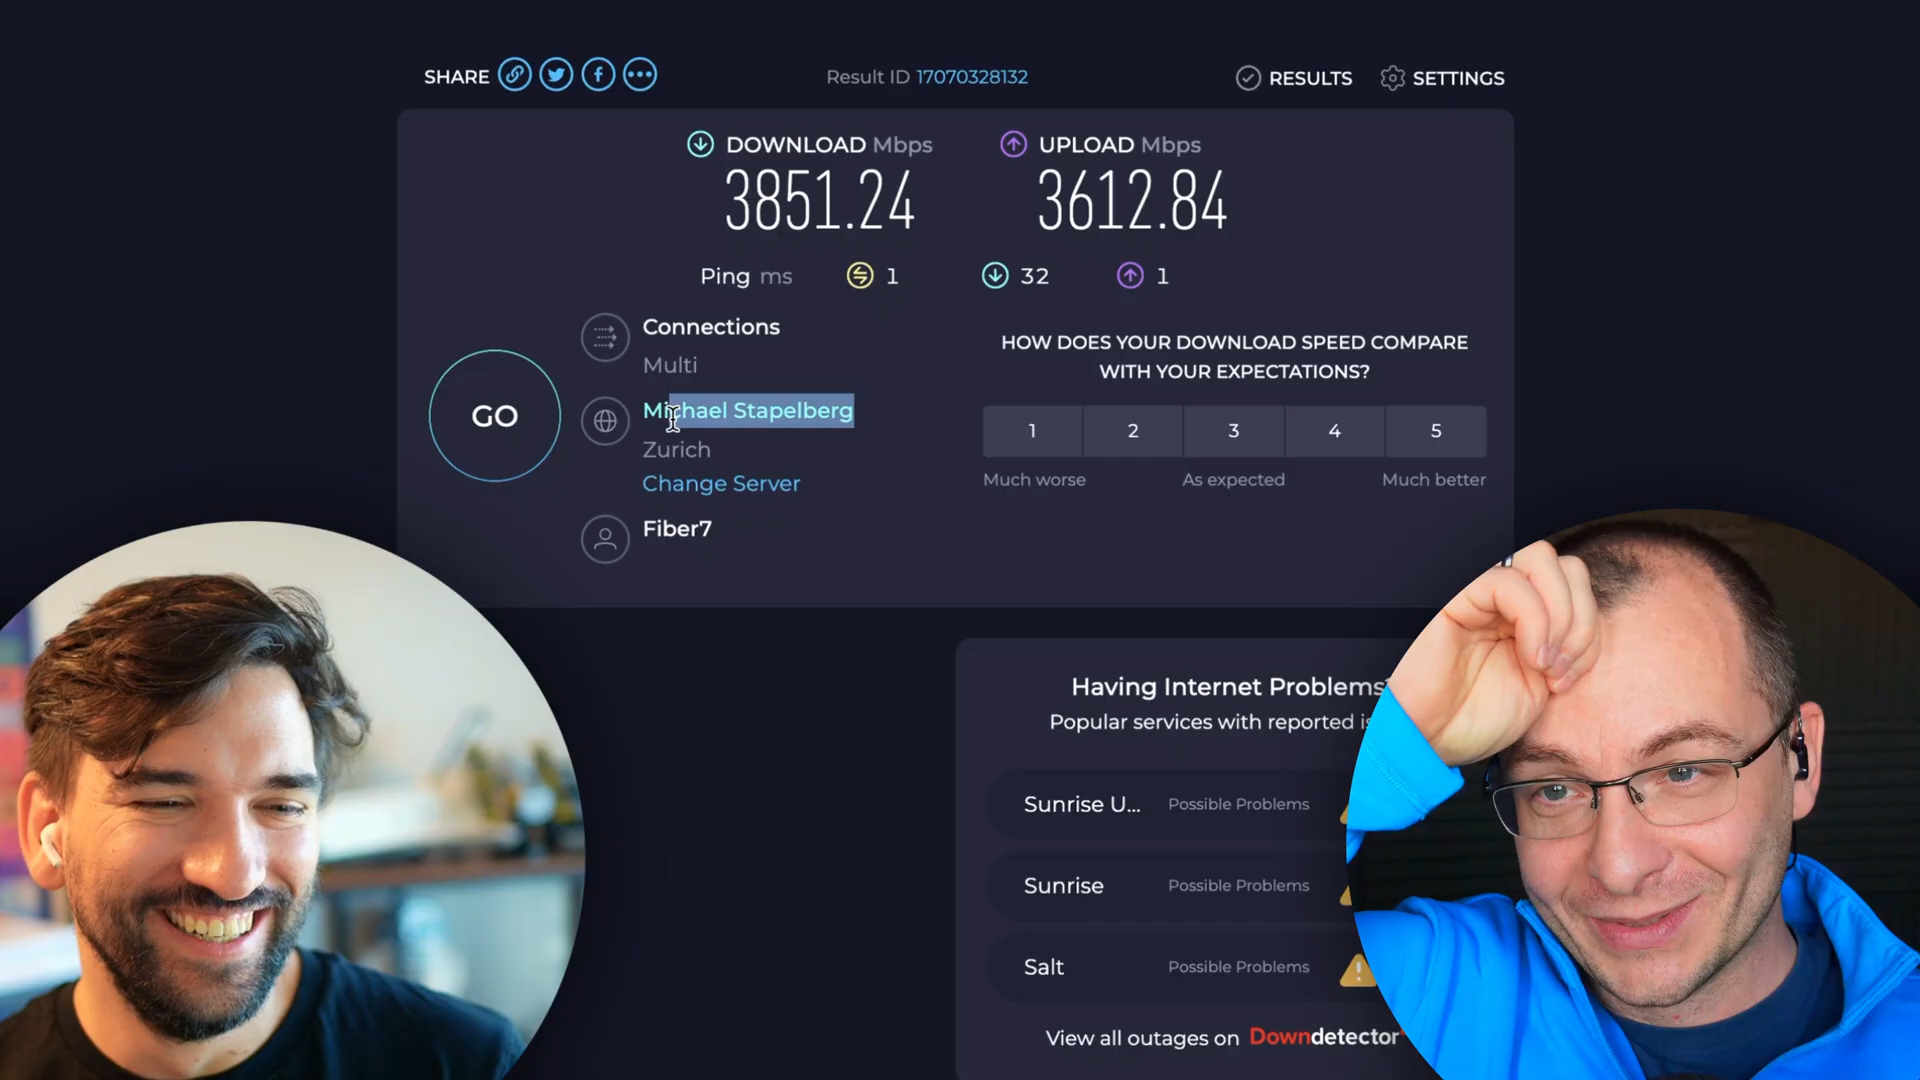 SHARE
Result ID 17070328132
RESULTS
SETTINGS
DOWNLOAD Mbps
3851.24
UPLOAD Mbps
3612.84
Ping ms
1
32
1
Connections
Multi
Michael Stapelberg
Zurich
Change Server
Fiber7
GO
HOW DOES YOUR DOWNLOAD SPEED COMPARE
WITH YOUR EXPECTATIONS?
1 2 3 4 5
Much worse As expected Much better
Having Internet Problems?
Popular services with reported
Sunrise U... Possible Problems
Sunrise Possible Problems
Salt Possible Problems
View all outages on Downdetector